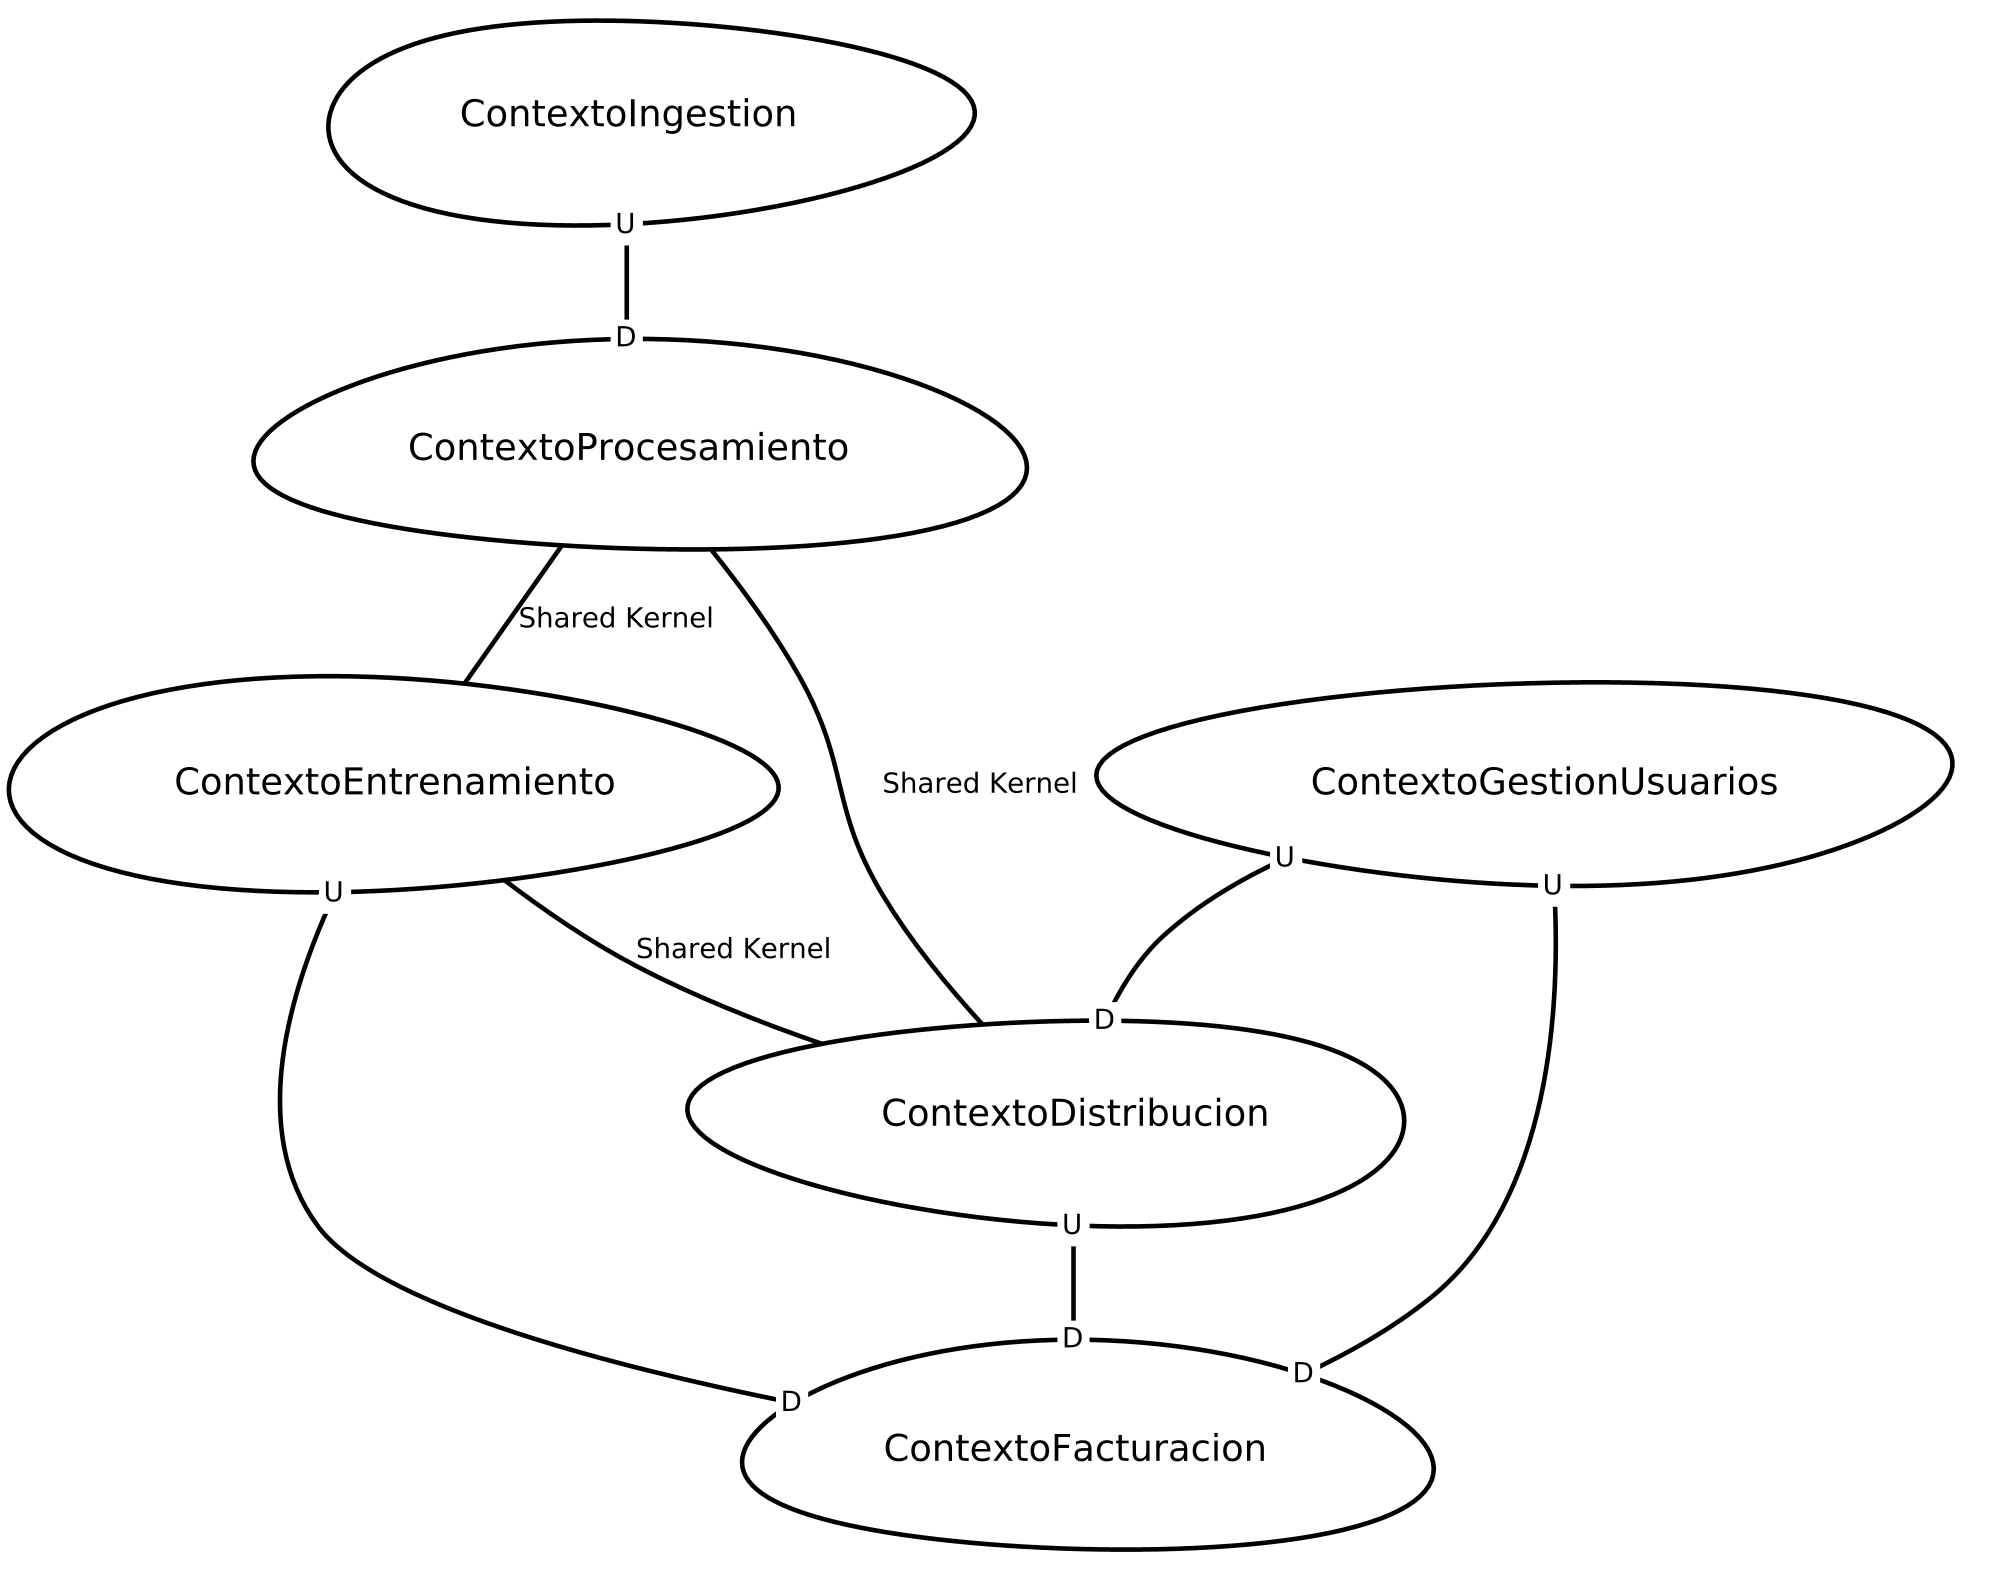 ContextoIngestion
U
D
ContextoProcesamiento
Shared Kernel
Shared Kernel
ContextoEntrenamiento
ContextoGestionUsuarios
U
U
U
Shared Kernel
D
ContextoDistribucion
U
D
D
D
ContextoFacturacion